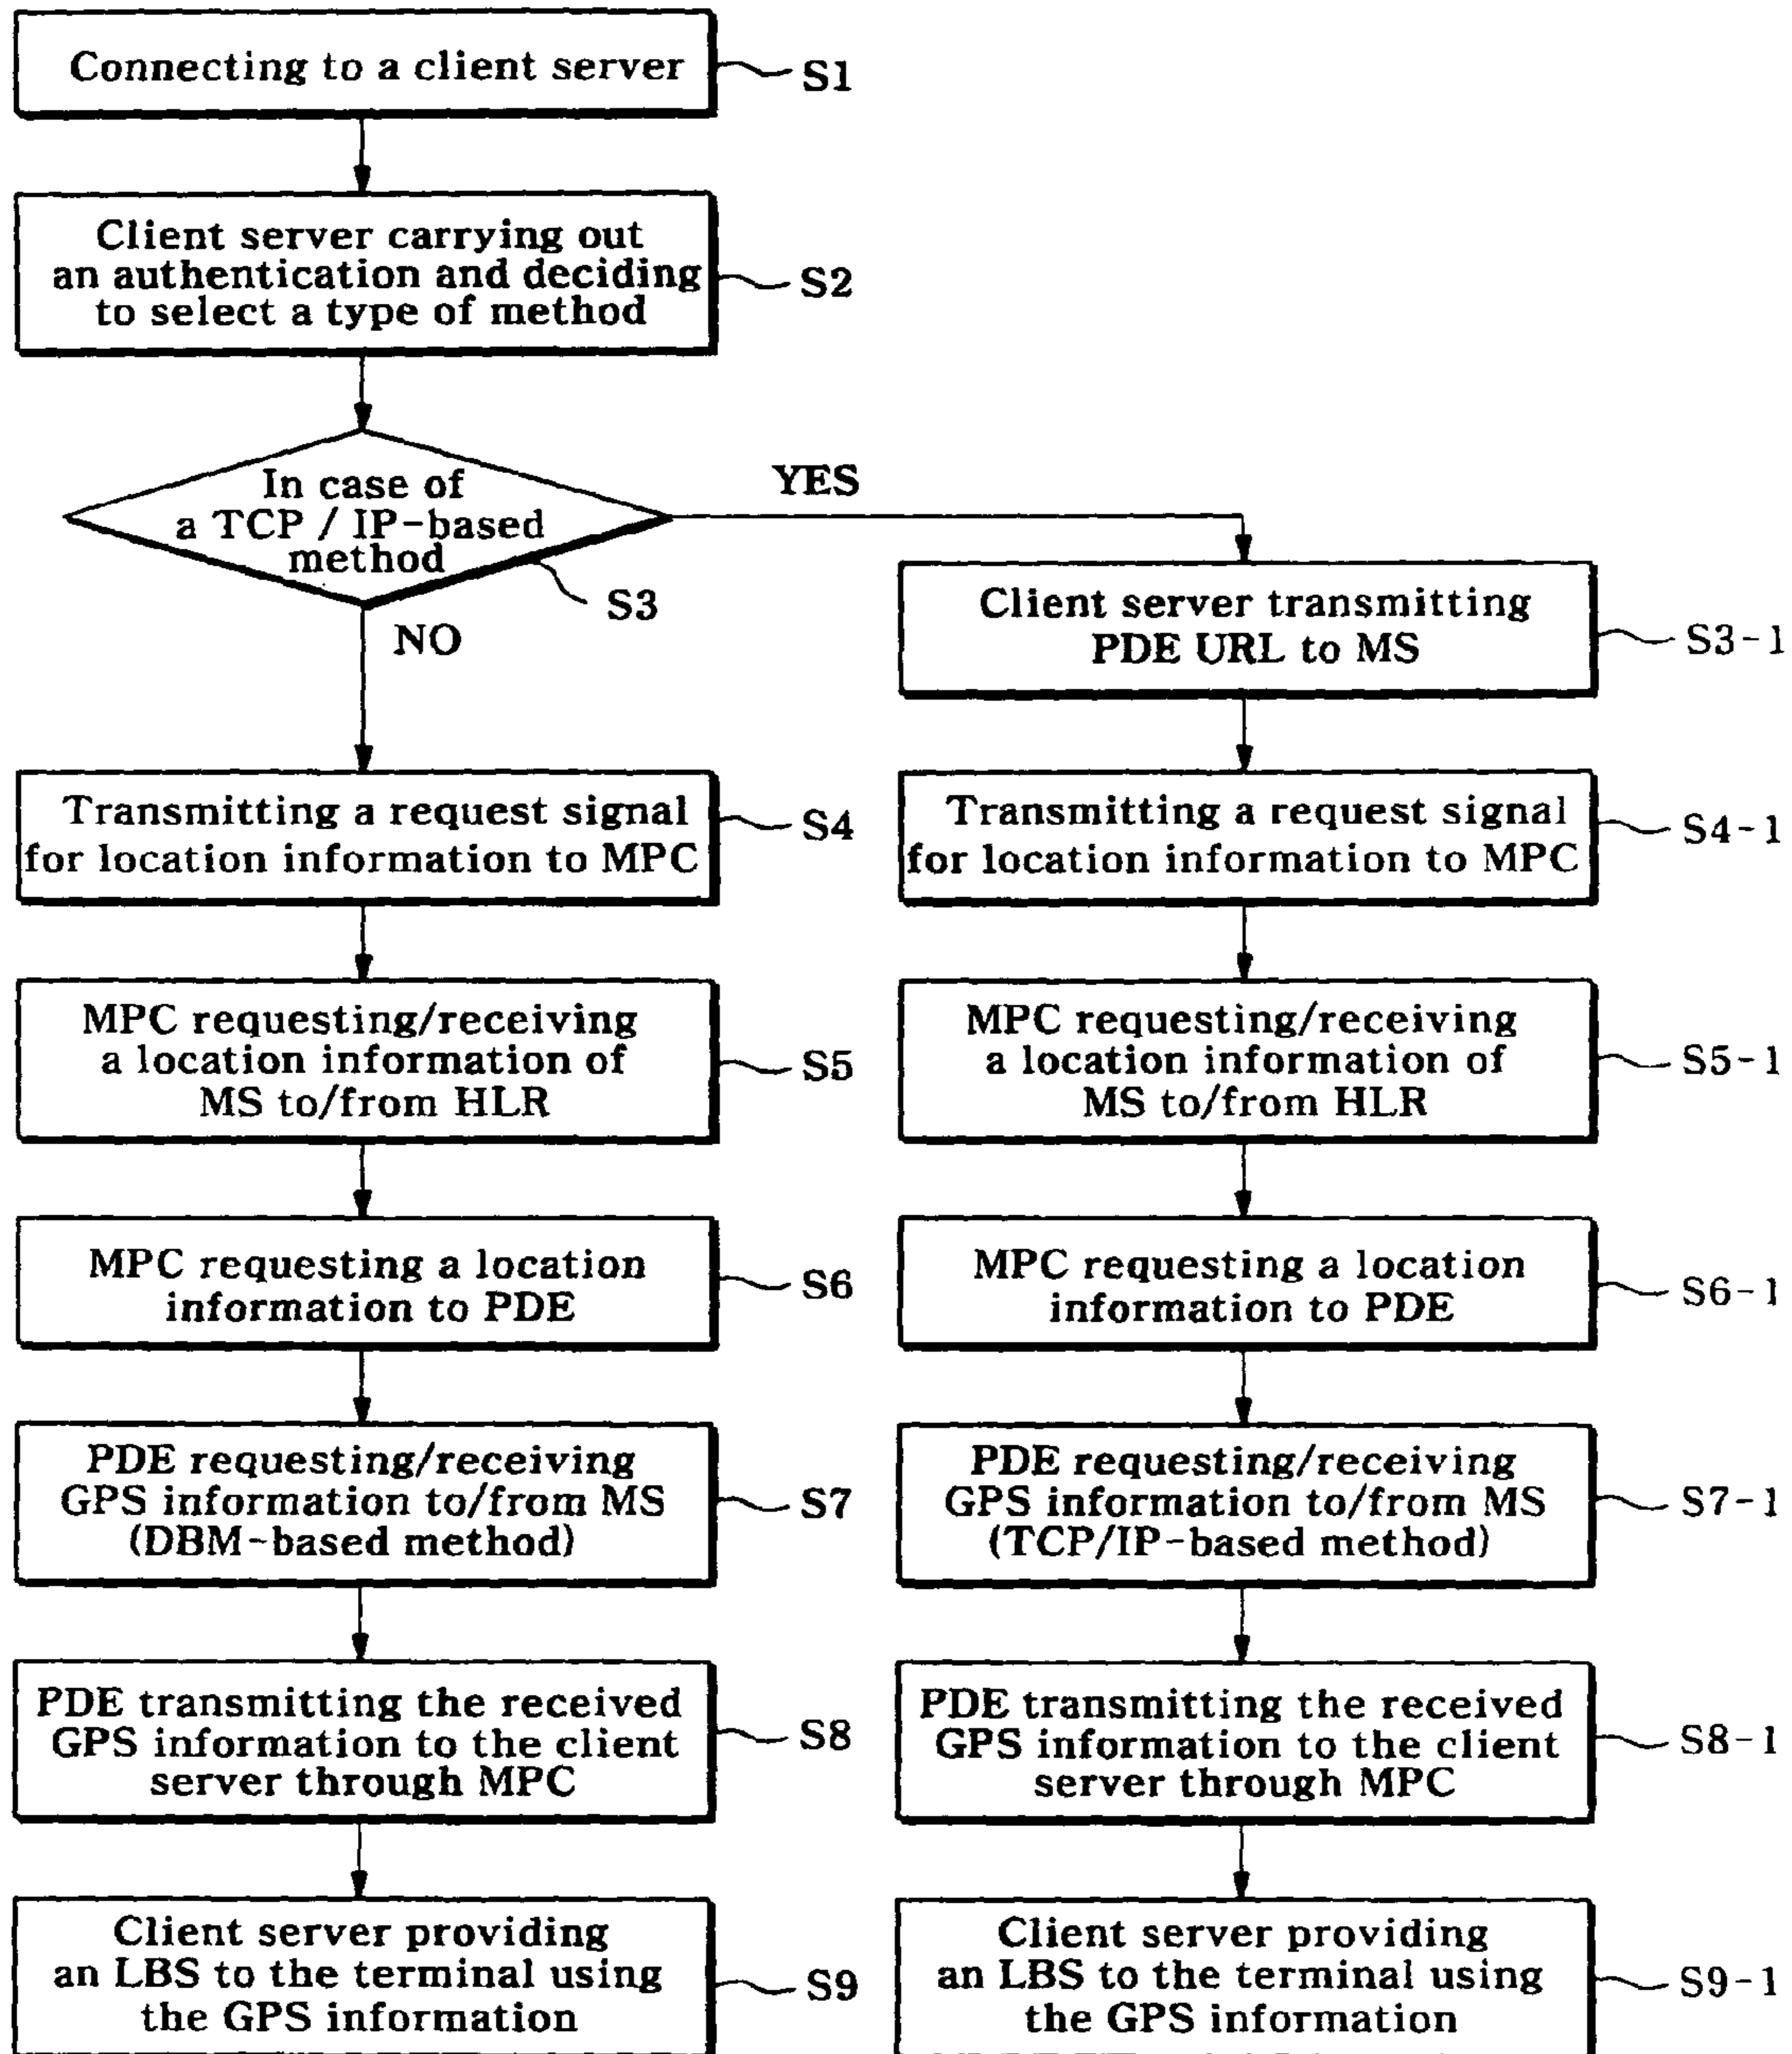 Connecting to a client server
S1
Client server carrying out
an authentication and deciding
to select a type of method
S2
In case of
a TCP / IP-based
method
S3
YES
NO
Client server transmitting
PDE URL to MS
S3-1
Transmitting a request signal
for location information to MPC
S4
Transmitting a request signal
for location information to MPC
S4-1
MPC requesting/receiving
a location information of
MS to/from HLR
S5
MPC requesting/receiving
a location information of
MS to/from HLR
S5-1
MPC requesting a location
information to PDE
S6
MPC requesting a location
information to PDE
S6-1
PDE requesting/receiving
GPS information to/from MS
(DBM-based method)
S7
PDE requesting/receiving
GPS information to/from MS
(TCP/IP-based method)
S7-1
PDE transmitting the received
GPS information to the client
server through MPC
S8
PDE transmitting the received
GPS information to the client
server through MPC
S8-1
Client server providing
an LBS to the terminal using
the GPS information
S9
Client server providing
an LBS to the terminal using
the GPS information
S9-1